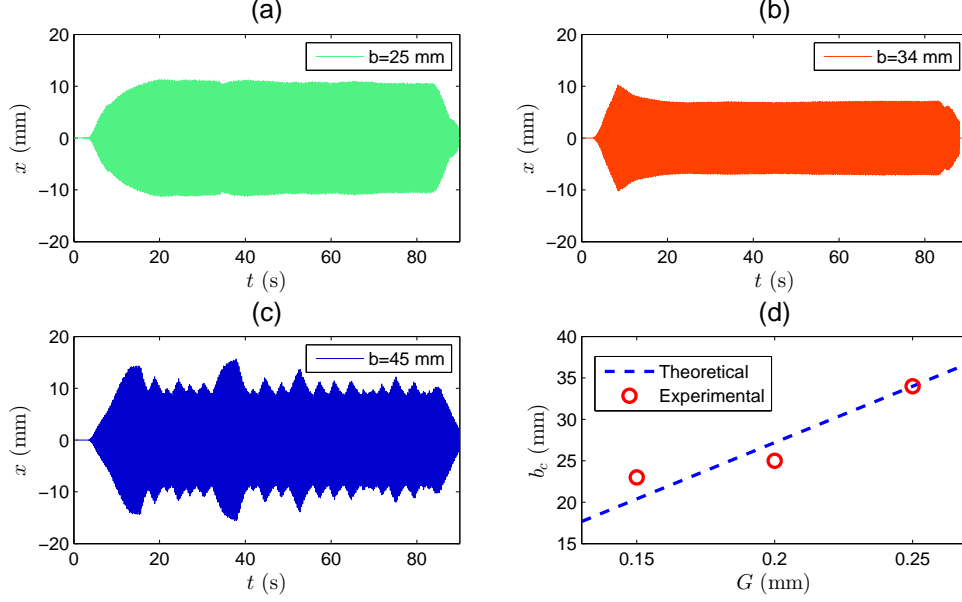 (a)
20
10
0
−10
−20
x (mm)
b=25 mm
0 20 40 60 80
t (s)
(b)
20
10
0
−10
−20
x (mm)
b=34 mm
0 20 40 60 80
t (s)
(c)
20
10
0
−10
−20
x (mm)
b=45 mm
0 20 40 60 80
t (s)
(d)
40
35
30
25
20
15
b_c (mm)
Theoretical
Experimental
0.15 0.2 0.25
G (mm)